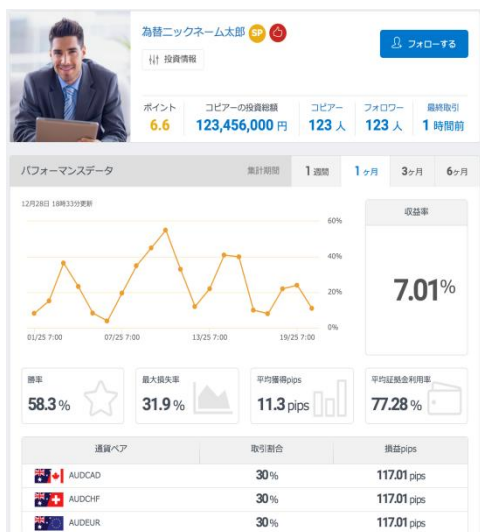 為替ニックネーム太郎 SP
投資情報
フォローする
ポイント コピアーの投資総額 コピアー フォロワー 最終取引
6.6 123,456,000 円 123 人 123 人 1 時間前
パフォーマンスデータ 集計期間 1 週間 1 ヶ月 3ヶ月 6ヶ月
12月28日 18時33分更新
収益率
60%
40%
20%
0%
7.01%
01/25 7:00 07/25 7:00 13/25 7:00 19/25 7:00
勝率 最大損失率 平均獲得pips 平均証拠金利用率
58.3 % 31.9 % 11.3 pips 77.28 %
通貨ペア 取引割合 損益pips
AUDCAD 30 % 117.01 pips
AUDCHF 30 % 117.01 pips
AUDEUR 30 % 117.01 pips